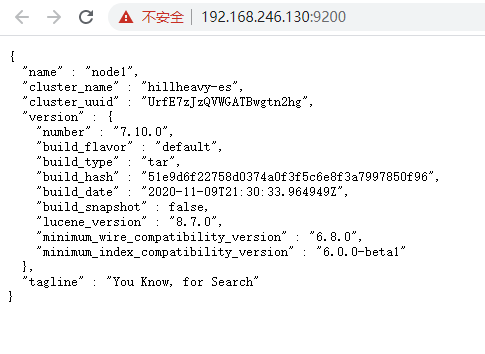 不安全 | 192.168.246.130:9200
{
  "name" : "node1",
  "cluster_name" : "hillheavy-es",
  "cluster_uuid" : "UrfE7zJzQVWGATBwgtn2hg",
  "version" : {
    "number" : "7.10.0",
    "build_flavor" : "default",
    "build_type" : "tar",
    "build_hash" : "51e9d6f22758d0374a0f3f5c6e8f3a7997850f96",
    "build_date" : "2020-11-09T21:30:33.964949Z",
    "build_snapshot" : false,
    "lucene_version" : "8.7.0",
    "minimum_wire_compatibility_version" : "6.8.0",
    "minimum_index_compatibility_version" : "6.0.0-beta1"
  },
  "tagline" : "You Know, for Search"
}